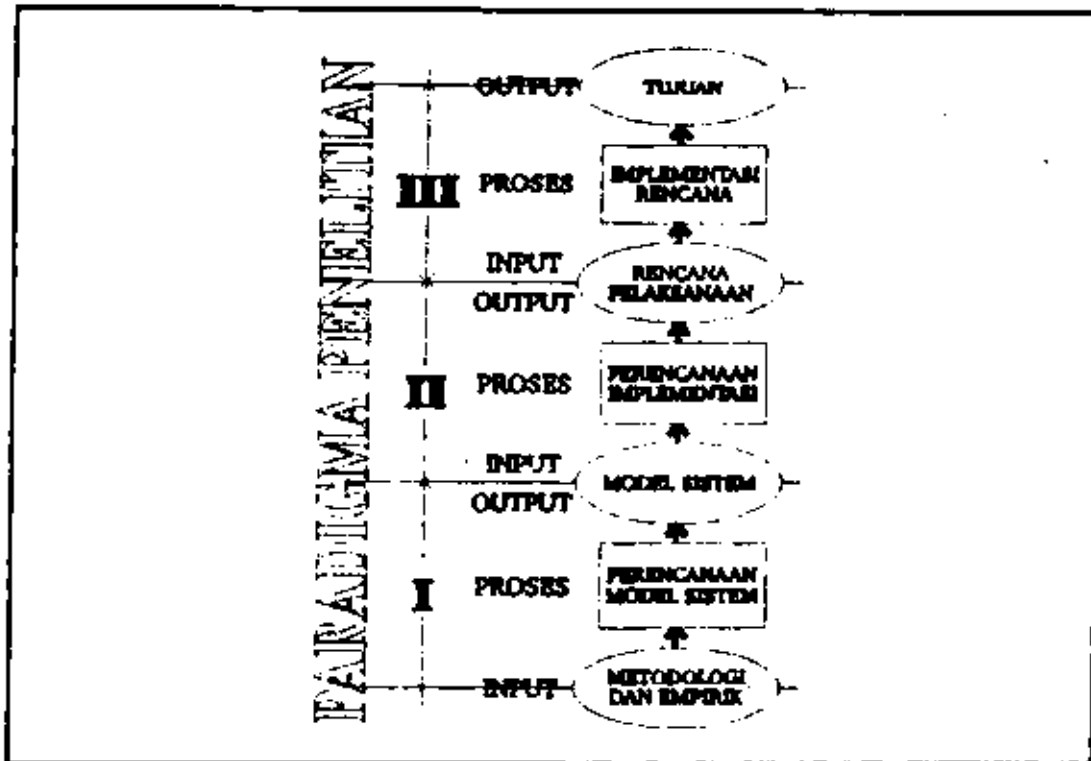 PARADIGMA PENELITIAN
OUTPUT
TUJUAN
III
PROSES
IMPLEMENTASI
RENCANA
INPUT
OUTPUT
RENCANA
PELAKSANAAN
II
PROSES
PERENCANAAN
IMPLEMENTASI
INPUT
OUTPUT
MODEL SISTEM
I
PROSES
PERENCANAAN
MODEL SISTEM
INPUT
METODOLOGI
DAN EMPIRIK